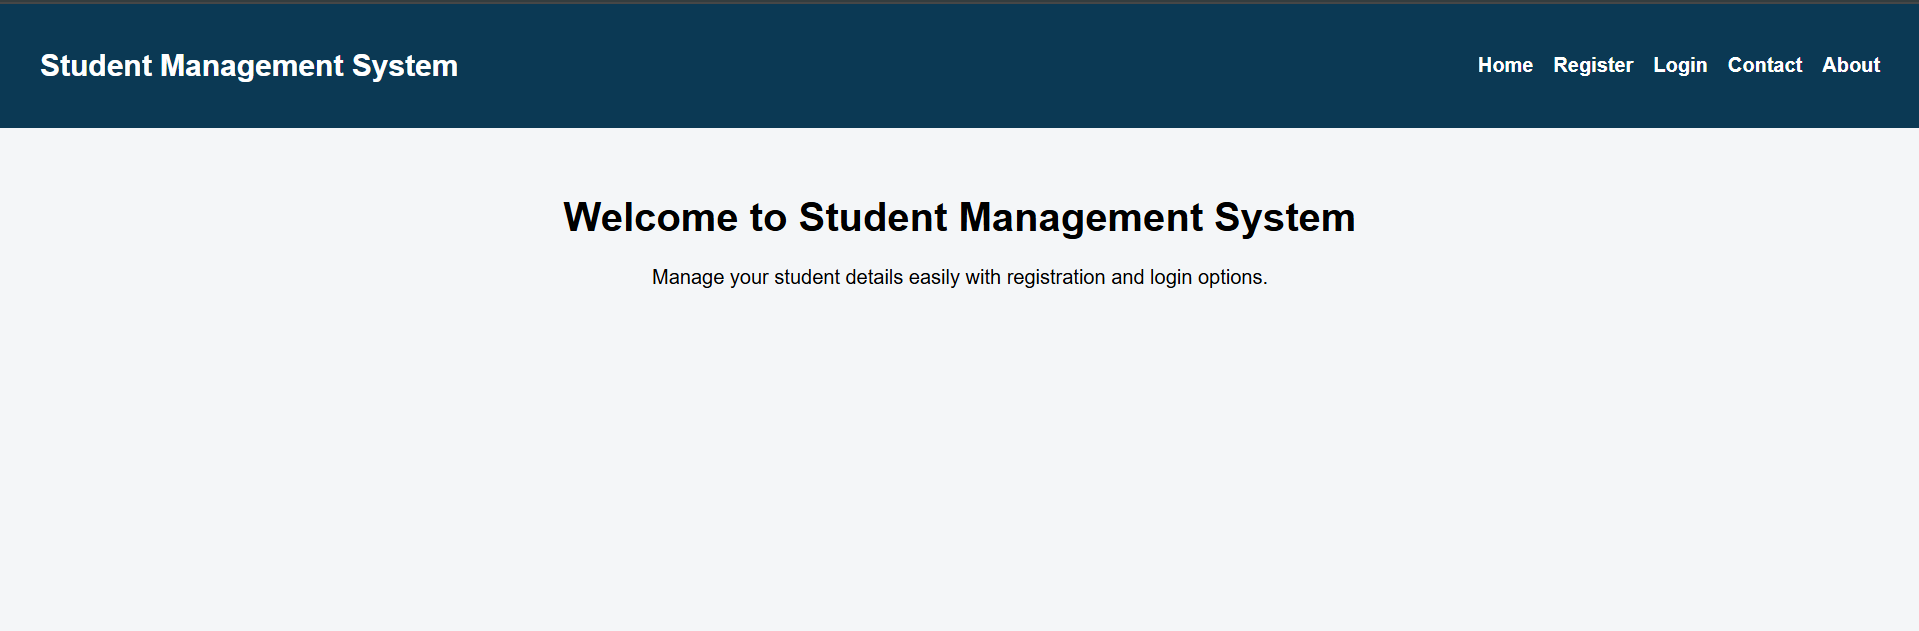 Student Management System
Home Register Login Contact About
Welcome to Student Management System
Manage your student details easily with registration and login options.